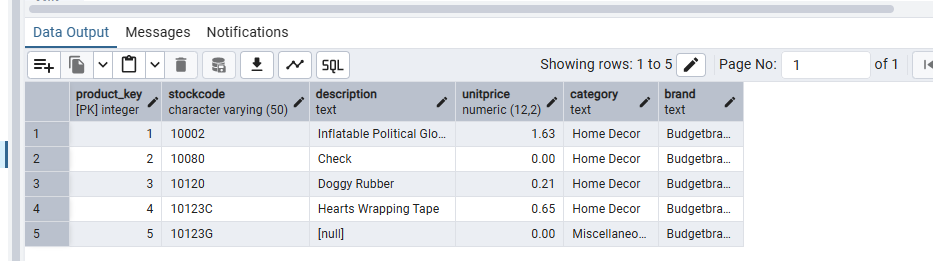 Data Output Messages Notifications
SQL Showing rows: 1 to 5 Page No: 1 of 1
product_key stockcode description unitprice category brand
[PK] integer character varying (50) text numeric (12,2) text text
1 1 10002 Inflatable Political Glo... 1.63 Home Decor Budgetbra...
2 2 10080 Check 0.00 Home Decor Budgetbra...
3 3 10120 Doggy Rubber 0.21 Home Decor Budgetbra...
4 4 10123C Hearts Wrapping Tape 0.65 Home Decor Budgetbra...
5 5 10123G [null] 0.00 Miscellaneo... Budgetbra...